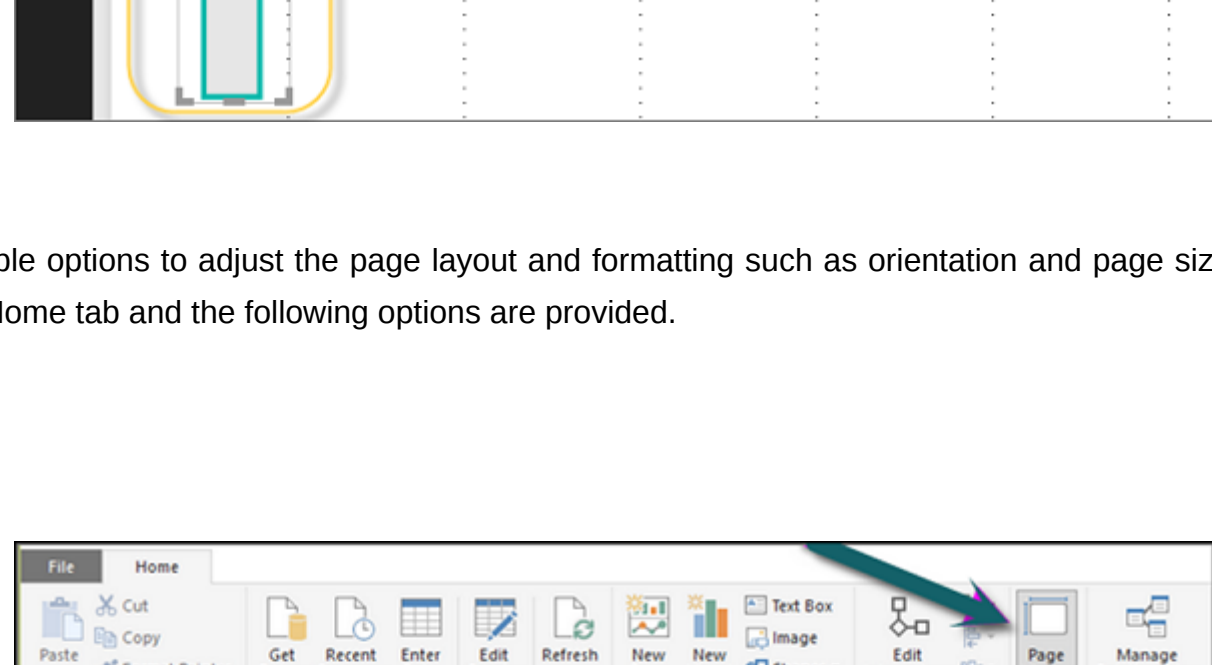 ble options to adjust the page layout and formatting such as orientation and page siz
Home tab and the following options are provided.
File Home
Cut Text Box
Copy Image
Paste Get Recent Enter Edit Refresh New New Edit Page Manage